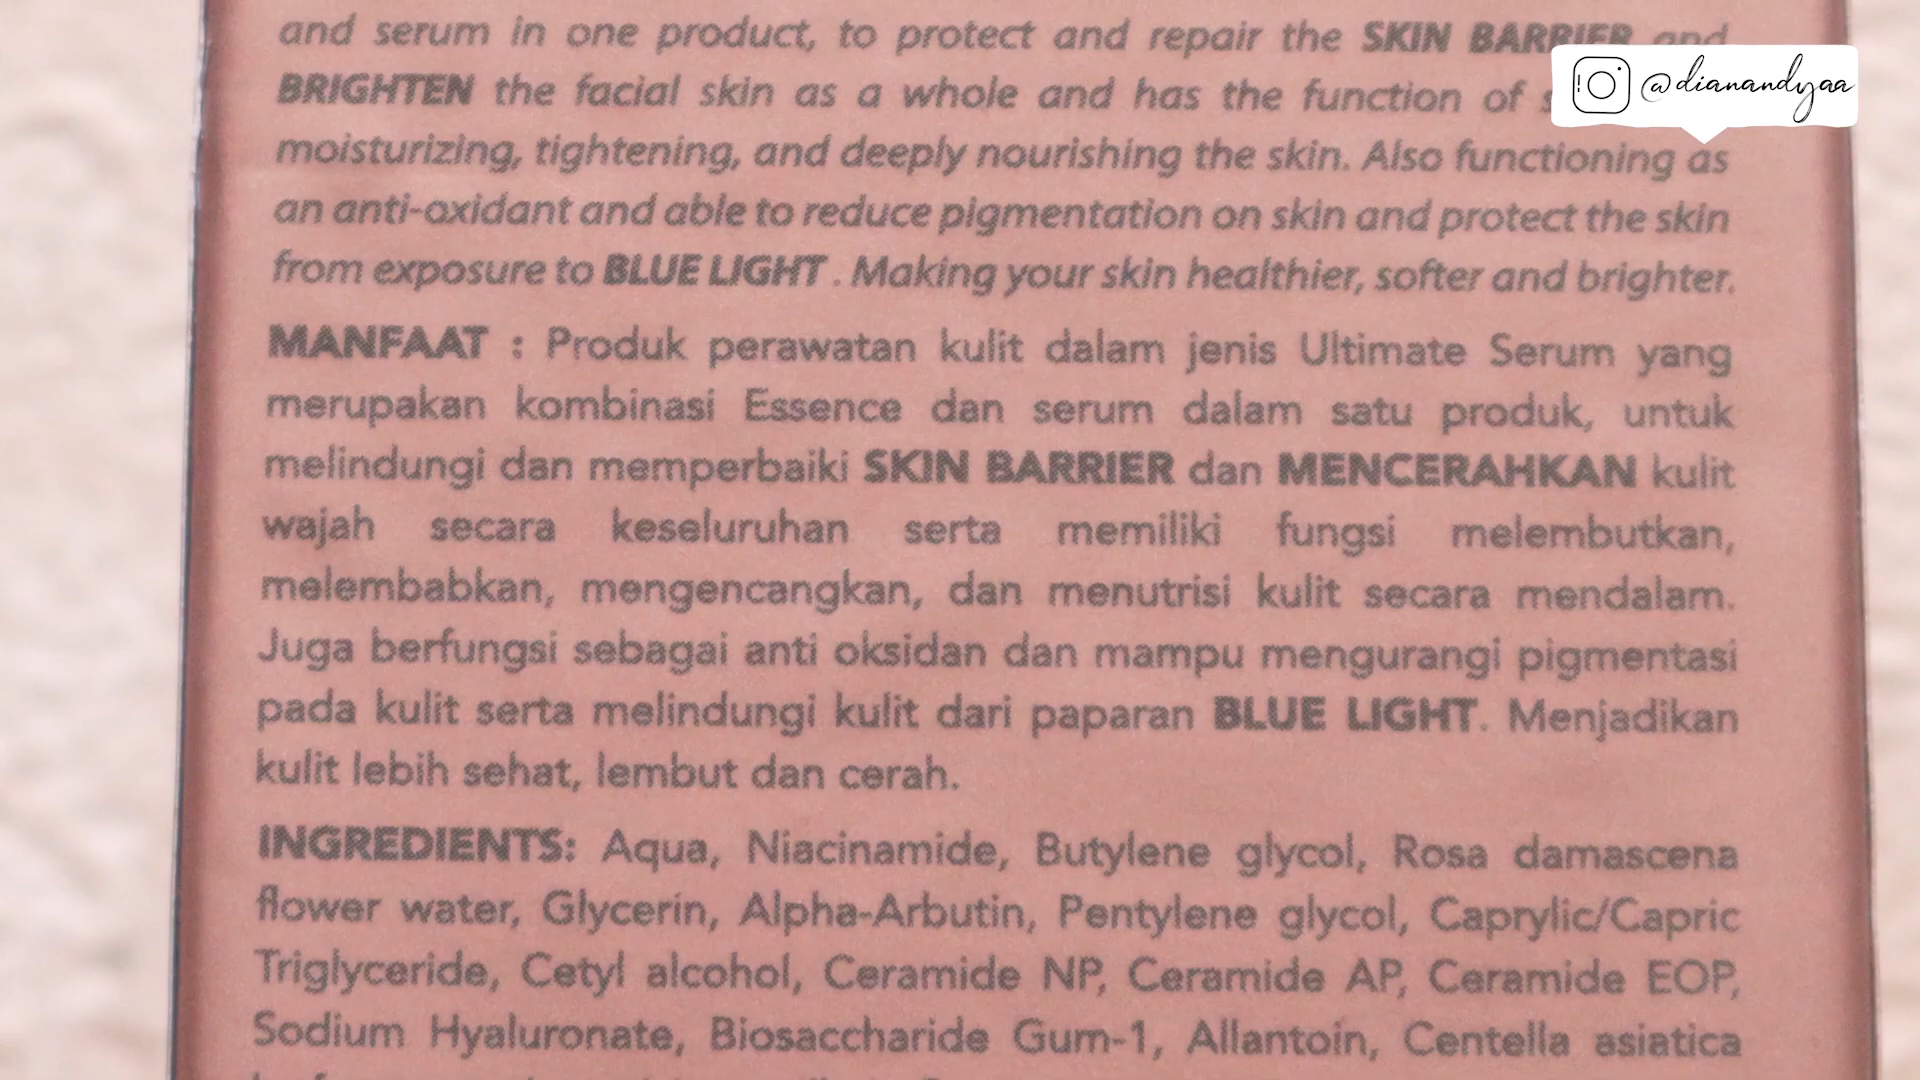 and serum in one product, to protect and repair the SKIN BARRIER and
@dianandyaa
BRIGHTEN the facial skin as a whole and has the function of
moisturizing, tightening, and deeply nourishing the skin. Also functioning as
an anti-oxidant and able to reduce pigmentation on skin and protect the skin
from exposure to BLUE LIGHT . Making your skin healthier, softer and brighter.
MANFAAT : Produk perawatan kulit dalam jenis Ultimate Serum yang
merupakan kombinasi Essence dan serum dalam satu produk, untuk
melindungi dan memperbaiki SKIN BARRIER dan MENCERAHKAN kulit
wajah secara keseluruhan serta memiliki fungsi melembutkan,
melembabkan, mengencangkan, dan menutrisi kulit secara mendalam.
Juga berfungsi sebagai anti oksidan dan mampu mengurangi pigmentasi
pada kulit serta melindungi kulit dari paparan BLUE LIGHT. Menjadikan
kulit lebih sehat, lembut dan cerah.
INGREDIENTS: Aqua, Niacinamide, Butylene glycol, Rosa damascena
flower water, Glycerin, Alpha-Arbutin, Pentylene glycol, Caprylic/Capric
Triglyceride, Cetyl alcohol, Ceramide NP, Ceramide AP, Ceramide EOP,
Sodium Hyaluronate, Biosaccharide Gum-1, Allantoin, Centella asiatica